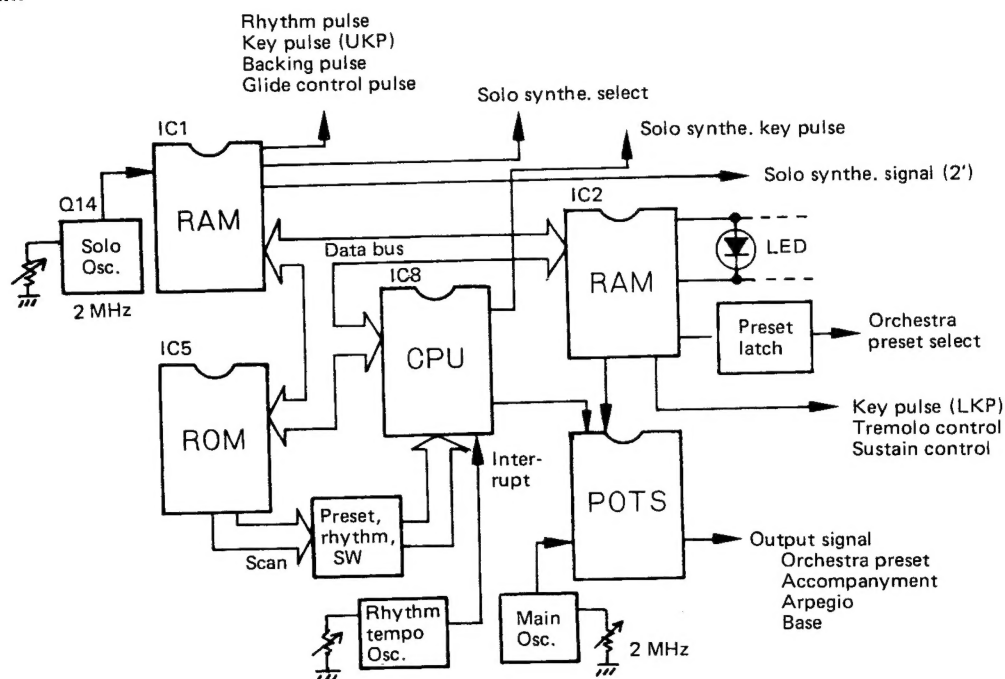 Rhythm pulse
Key pulse (UKP)
Backing pulse
Glide control pulse
Solo synthe. select
Solo synthe. key pulse
IC1
RAM
Solo synthe. signal (2')
Q14
Solo
Osc.
2 MHz
Data bus
IC2
RAM
LED
IC8
CPU
Preset
latch
Orchestra
preset select
IC5
ROM
Key pulse (LKP)
Tremolo control
Sustain control
Inter-
rupt
POTS
Scan
Preset,
rhythm,
SW
Output signal
Orchestra preset
Accompanyment
Arpegio
Base
Rhythm
tempo
Osc.
Main
Osc.
2 MHz